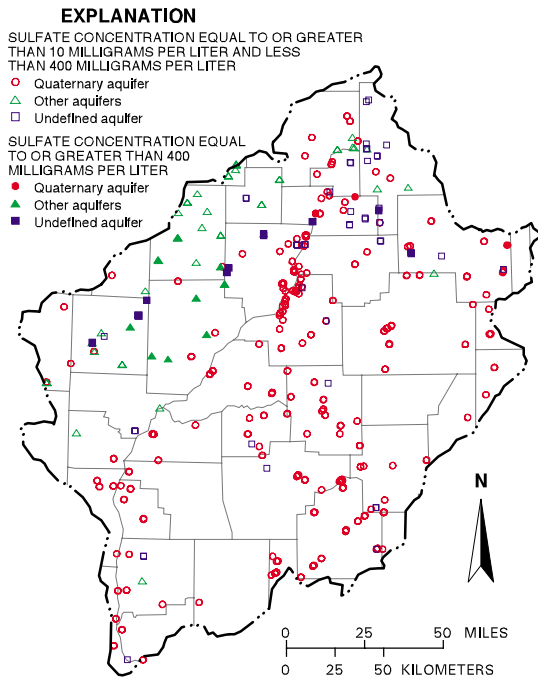 EXPLANATION
SULFATE CONCENTRATION EQUAL TO OR GREATER
THAN 10 MILLIGRAMS PER LITER AND LESS
THAN 400 MILLIGRAMS PER LITER
Quaternary aquifer
Other aquifers
Undefined aquifer
SULFATE CONCENTRATION EQUAL
TO OR GREATER THAN 400
MILLIGRAMS PER LITER
Quaternary aquifer
Other aquifers
Undefined aquifer
N
0 25 50 MILES
0 25 50 KILOMETERS